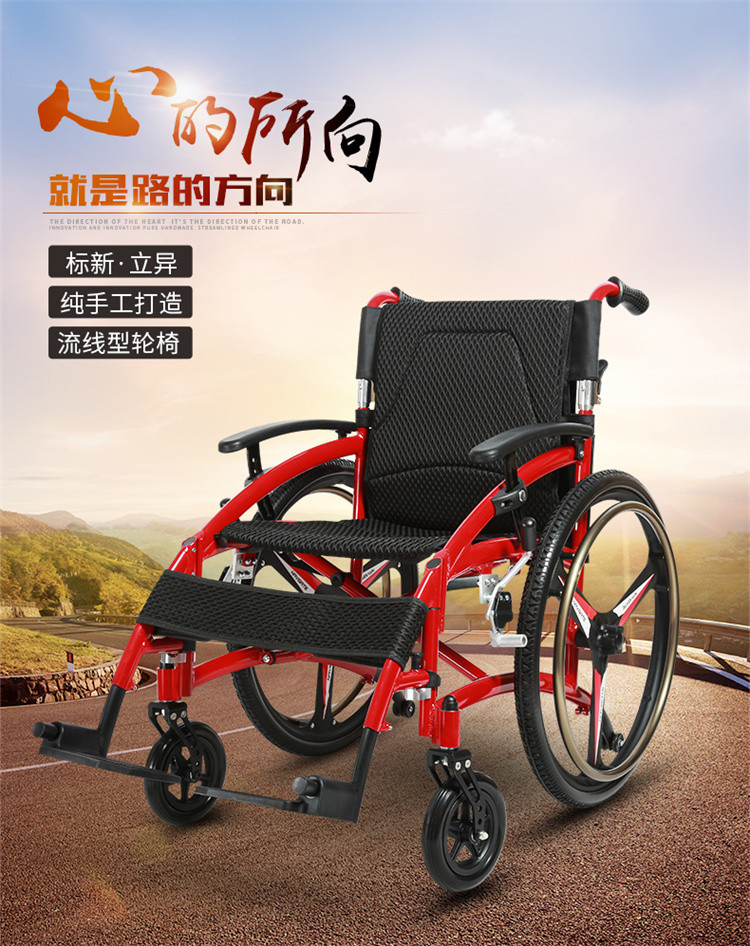 心的所向
就是路的方向
THE DIRECTION OF THE HEART IT'S THE DIRECTION OF THE ROAD.
INNOVATION AND INNOVATION PURE HANDMADE STREAMLINED WHEELCHAIR
标新·立异
纯手工打造
流线型轮椅